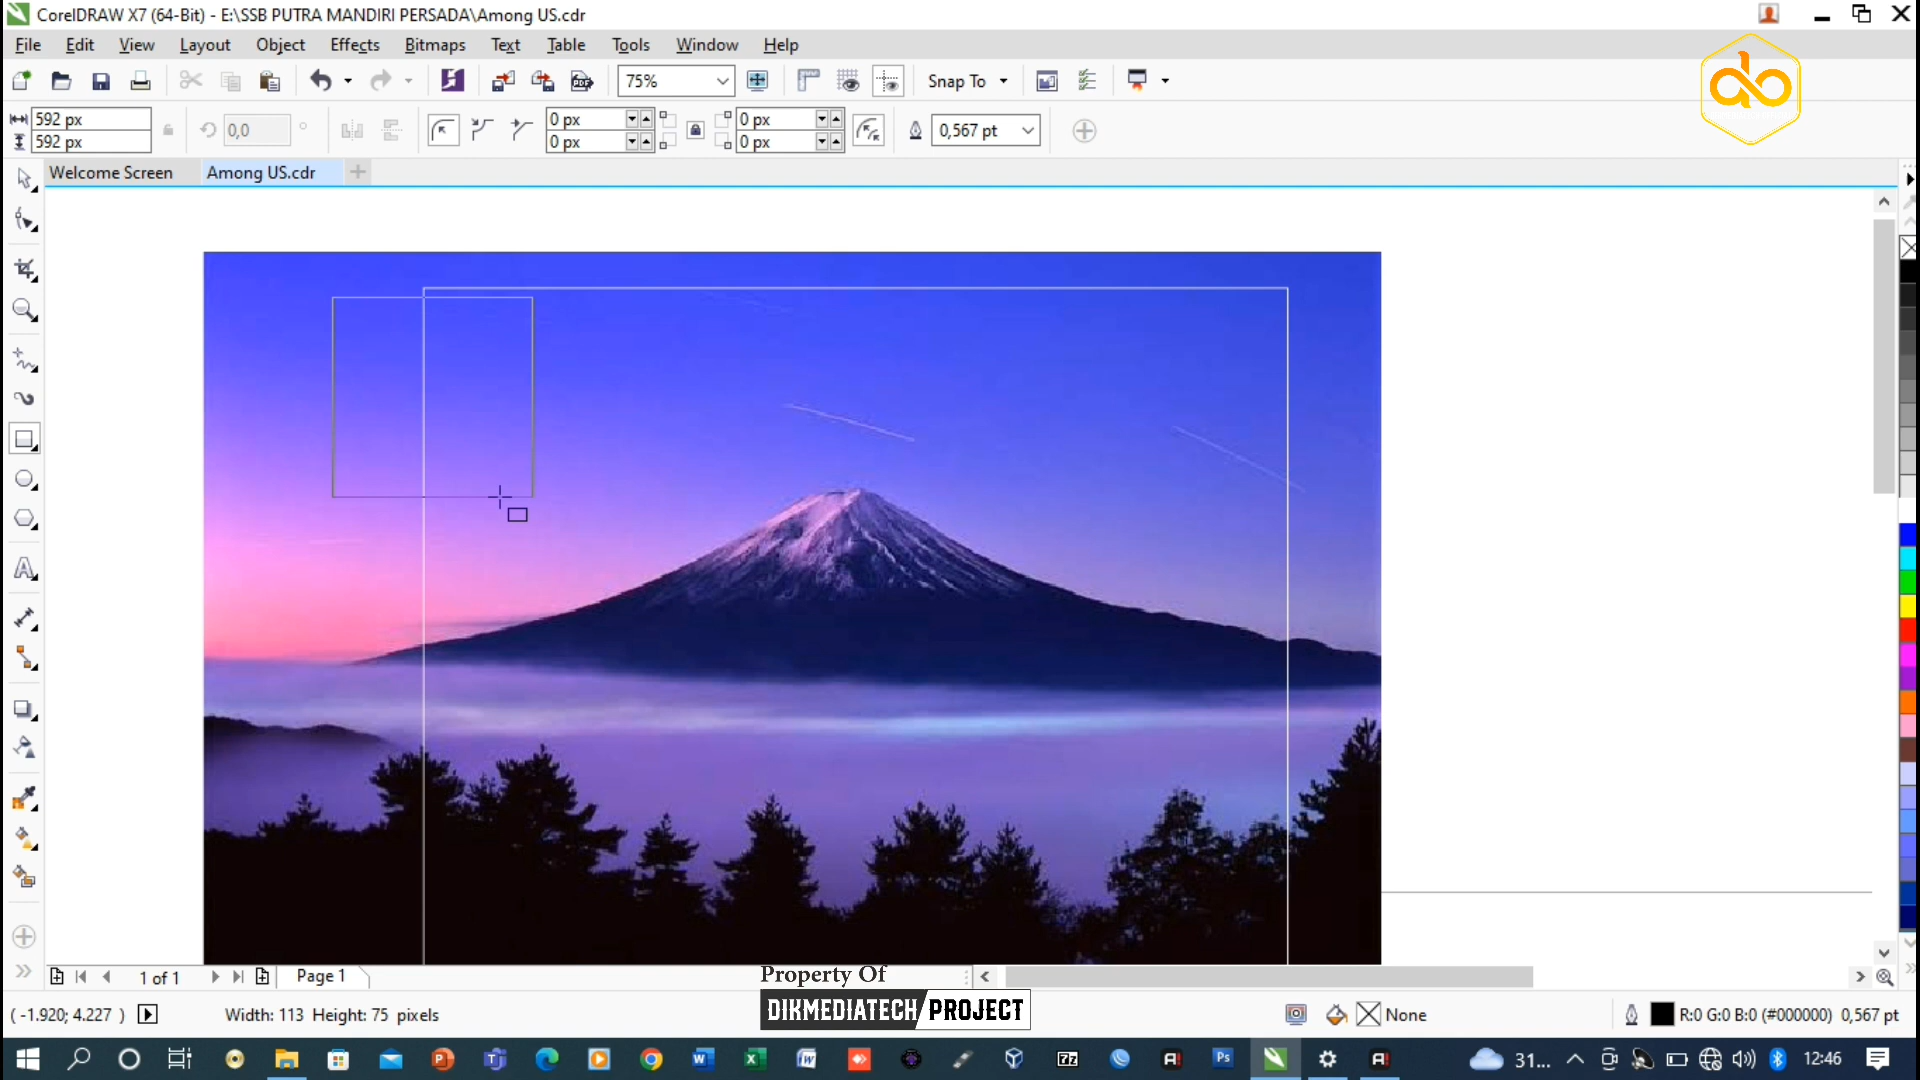 CorelDRAW X7 (64-Bit) - E:\SSB PUTRA MANDIRI PERSADA\Among US.cdr
File Edit View Layout Object Effects Bitmaps Text Table Tools Window Help
75% Snap To
592 px 0,0 ° 0 px 0 px 0,567 pt
592 px 0 px 0 px
Welcome Screen Among US.cdr
1 of 1 Page 1
Property Of
DIKMEDIATECH/PROJECT
( -1.920; 4.227 ) Width: 113 Height: 75 pixels None R:0 G:0 B:0 (#000000) 0,567 pt
31... 12:46